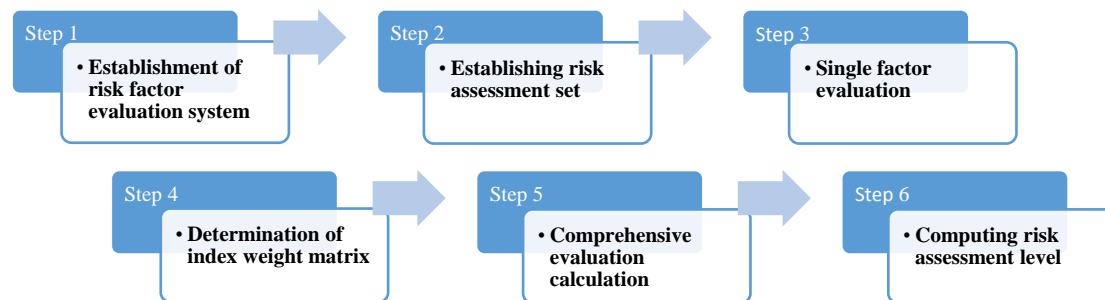 Step 1
• Establishment of
risk factor
evaluation system
Step 2
• Establishing risk
assessment set
Step 3
• Single factor
evaluation
Step 4
• Determination of
index weight matrix
Step 5
• Comprehensive
evaluation
calculation
Step 6
• Computing risk
assessment level